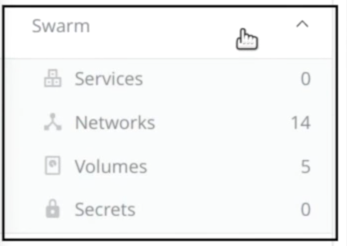 Swarm
Services 0
Networks 14
Volumes 5
Secrets 0